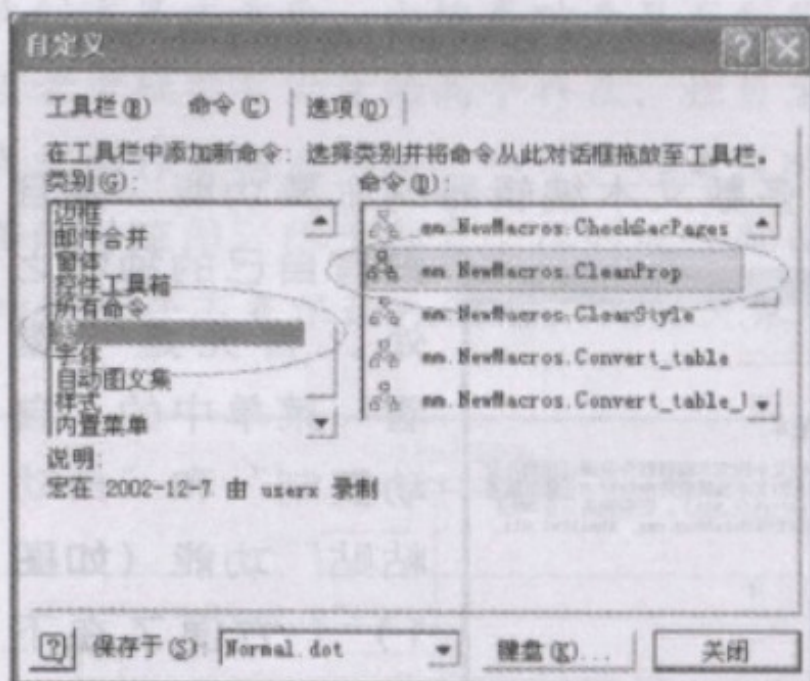 自定义
工具栏(B) 命令(C) 选项(O)
在工具栏中添加新命令: 选择类别并将命令从此对话框拖放至工具栏。
类别(G): 命令(D):
边框
邮件合并
窗体
控件工具箱
所有命令
字体
自动图文集
样式
内置菜单
mm.NewMacros.CheckSecPages
mm.NewMacros.CleanProp
mm.NewMacros.ClearStyle
mm.NewMacros.Convert_table
mm.NewMacros.Convert_table_
说明:
宏在 2002-12-7 由 userx 录制
保存于(S): Normal.dot 键盘(K)... 关闭